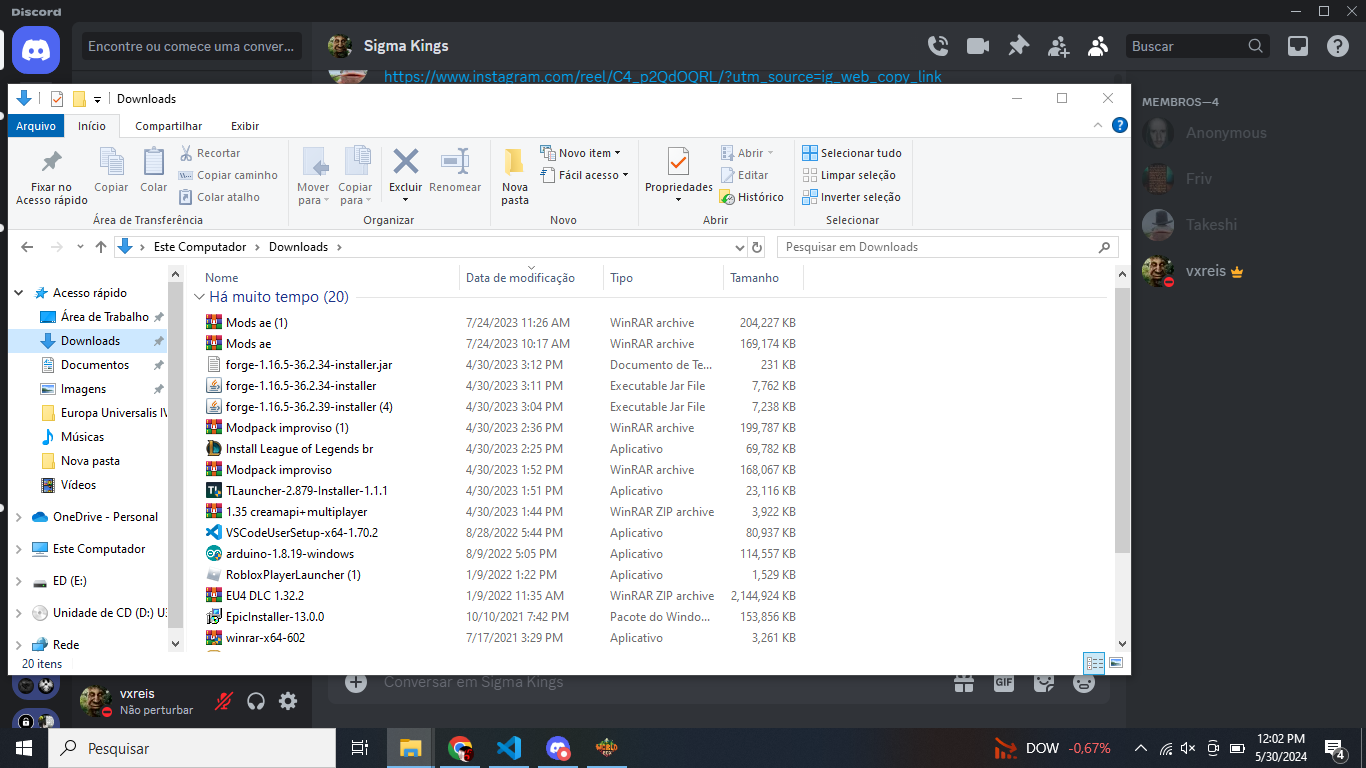 Discord
Encontre ou comece uma conver...
Sigma Kings
Buscar
https://www.instagram.com/reel/C4_p2QdOQRL/?utm_source=ig_web_copy_link
MEMBROS—4
Anonymous
Friv
Takeshi
vxreis
Downloads
Arquivo
Início
Compartilhar
Exibir
Fixar no
Acesso rápido
Copiar
Colar
Recortar
Copiar caminho
Colar atalho
Área de Transferência
Mover
para
Copiar
para
Excluir
Renomear
Organizar
Nova
pasta
Novo item
Fácil acesso
Novo
Propriedades
Abrir
Editar
Histórico
Abrir
Selecionar tudo
Limpar seleção
Inverter seleção
Selecionar
Este Computador
Downloads
Pesquisar em Downloads
Acesso rápido
Área de Trabalho
Downloads
Documentos
Imagens
Europa Universalis IV
Músicas
Nova pasta
Vídeos
OneDrive - Personal
Este Computador
ED (E:)
Unidade de CD (D:)
Rede
Nome Data de modificação Tipo Tamanho
Há muito tempo (20)
Mods ae (1) 7/24/2023 11:26 AM WinRAR archive 204,227 KB
Mods ae 7/24/2023 10:17 AM WinRAR archive 169,174 KB
forge-1.16.5-36.2.34-installer.jar 4/30/2023 3:12 PM Documento de Te... 231 KB
forge-1.16.5-36.2.34-installer 4/30/2023 3:11 PM Executable Jar File 7,762 KB
forge-1.16.5-36.2.39-installer (4) 4/30/2023 3:04 PM Executable Jar File 7,238 KB
Modpack improviso (1) 4/30/2023 2:36 PM WinRAR archive 199,787 KB
Install League of Legends br 4/30/2023 2:25 PM Aplicativo 69,782 KB
Modpack improviso 4/30/2023 1:52 PM WinRAR archive 168,067 KB
TLauncher-2.879-Installer-1.1.1 4/30/2023 1:51 PM Aplicativo 23,116 KB
1.35 creamapi+multiplayer 4/30/2023 1:44 PM WinRAR ZIP archive 3,922 KB
VSCodeUserSetup-x64-1.70.2 8/28/2022 5:44 PM Aplicativo 80,937 KB
arduino-1.8.19-windows 8/9/2022 5:05 PM Aplicativo 114,557 KB
RobloxPlayerLauncher (1) 1/9/2022 1:22 PM Aplicativo 1,529 KB
EU4 DLC 1.32.2 1/9/2022 11:35 AM WinRAR ZIP archive 2,144,924 KB
EpicInstaller-13.0.0 10/10/2021 7:42 PM Pacote do Windo... 153,856 KB
winrar-x64-602 7/17/2021 3:29 PM Aplicativo 3,261 KB
20 itens
vxreis
Não perturbar
Conversar em Sigma Kings
GIF
Pesquisar
DOW -0,67%
12:02 PM
5/30/2024
4